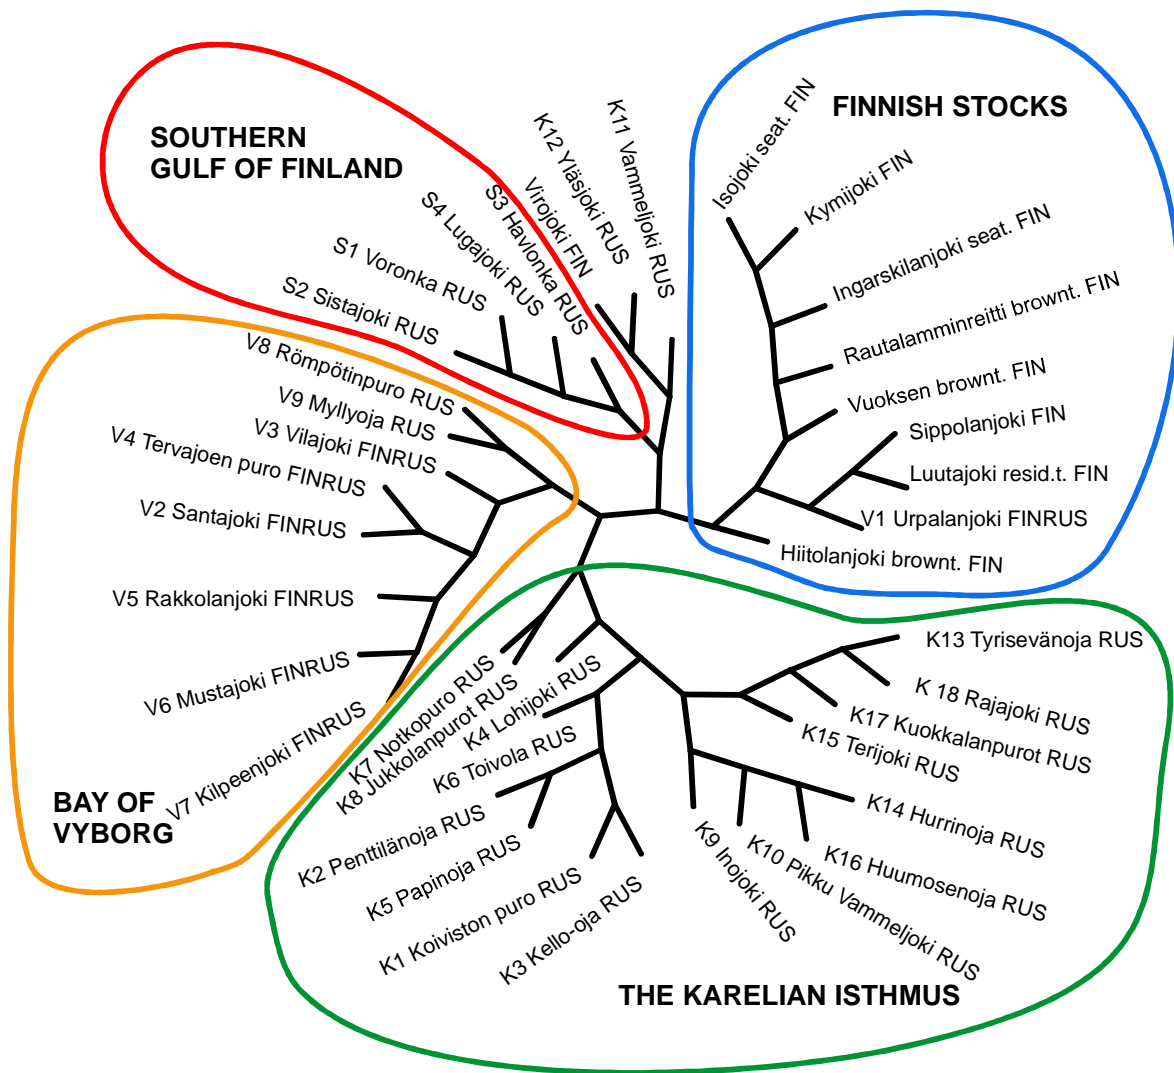 FINNISH STOCKS
SOUTHERN
GULF OF FINLAND
K11 Vammeljoki RUS
K12 Yläsjoki RUS
Virojoki FIN
S3 Havlonka RUS
S4 Lugajoki RUS
S1 Voronka RUS
S2 Sistajoki RUS
Isojoki seat. FIN
Kymijoki FIN
Ingarskilanjoki seat. FIN
Rautalamminreitti brownt. FIN
Vuoksen brownt. FIN
Sippolanjoki FIN
Luutajoki resid.t. FIN
V1 Urpalanjoki FINRUS
Hiitolanjoki brownt. FIN
V8 Römpötinpuro RUS
V9 Myllyoja RUS
V3 Vilajoki FINRUS
V4 Tervajoen puro FINRUS
V2 Santajoki FINRUS
V5 Rakkolanjoki FINRUS
V6 Mustajoki FINRUS
V7 Kilpeenjoki FINRUS
BAY OF
VYBORG
K7 Notkopuro RUS
K8 Jukkolanpurot RUS
K4 Lohijoki RUS
K6 Toivola RUS
K2 Penttilänoja RUS
K5 Papinoja RUS
K1 Koiviston puro RUS
K3 Kello-oja RUS
K13 Tyrisevänoja RUS
K 18 Rajajoki RUS
K17 Kuokkalanpurot RUS
K15 Terijoki RUS
K14 Hurrinoja RUS
K16 Huumosenoja RUS
K10 Pikku Vammeljoki RUS
K9 Inojoki RUS
THE KARELIAN ISTHMUS